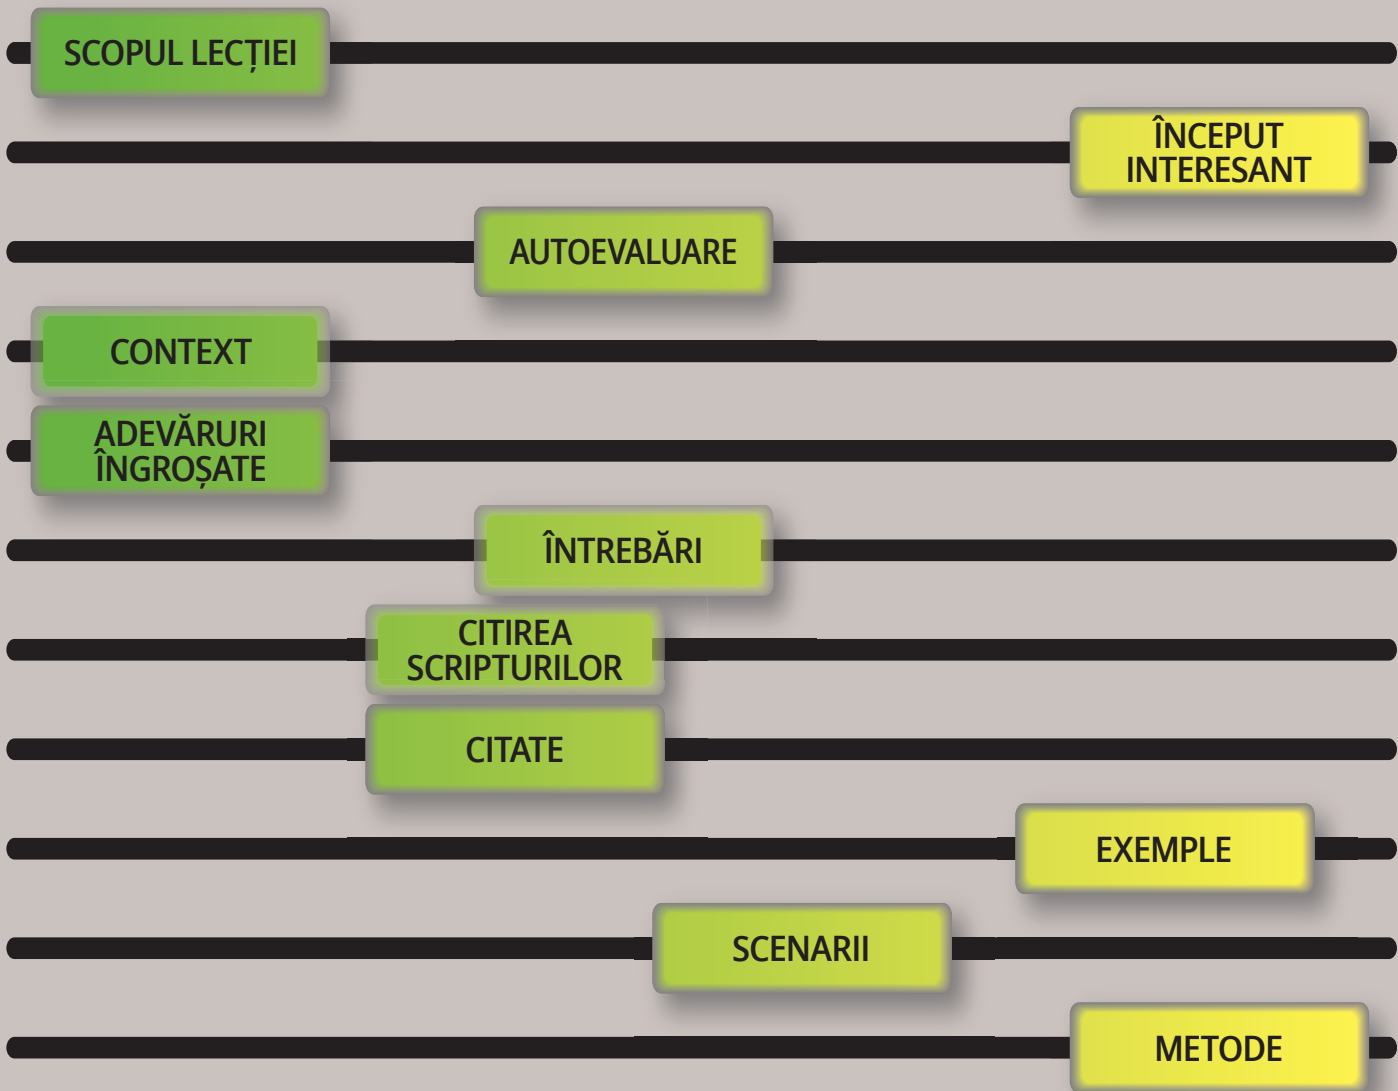 SCOPUL LECȚIEI
ÎNCEPUT
INTERESANT
AUTOEVALUARE
CONTEXT
ADEVĂRURI
ÎNGROȘATE
ÎNTREBĂRI
CITIREA
SCRIPTURILOR
CITATE
EXEMPLE
SCENARII
METODE